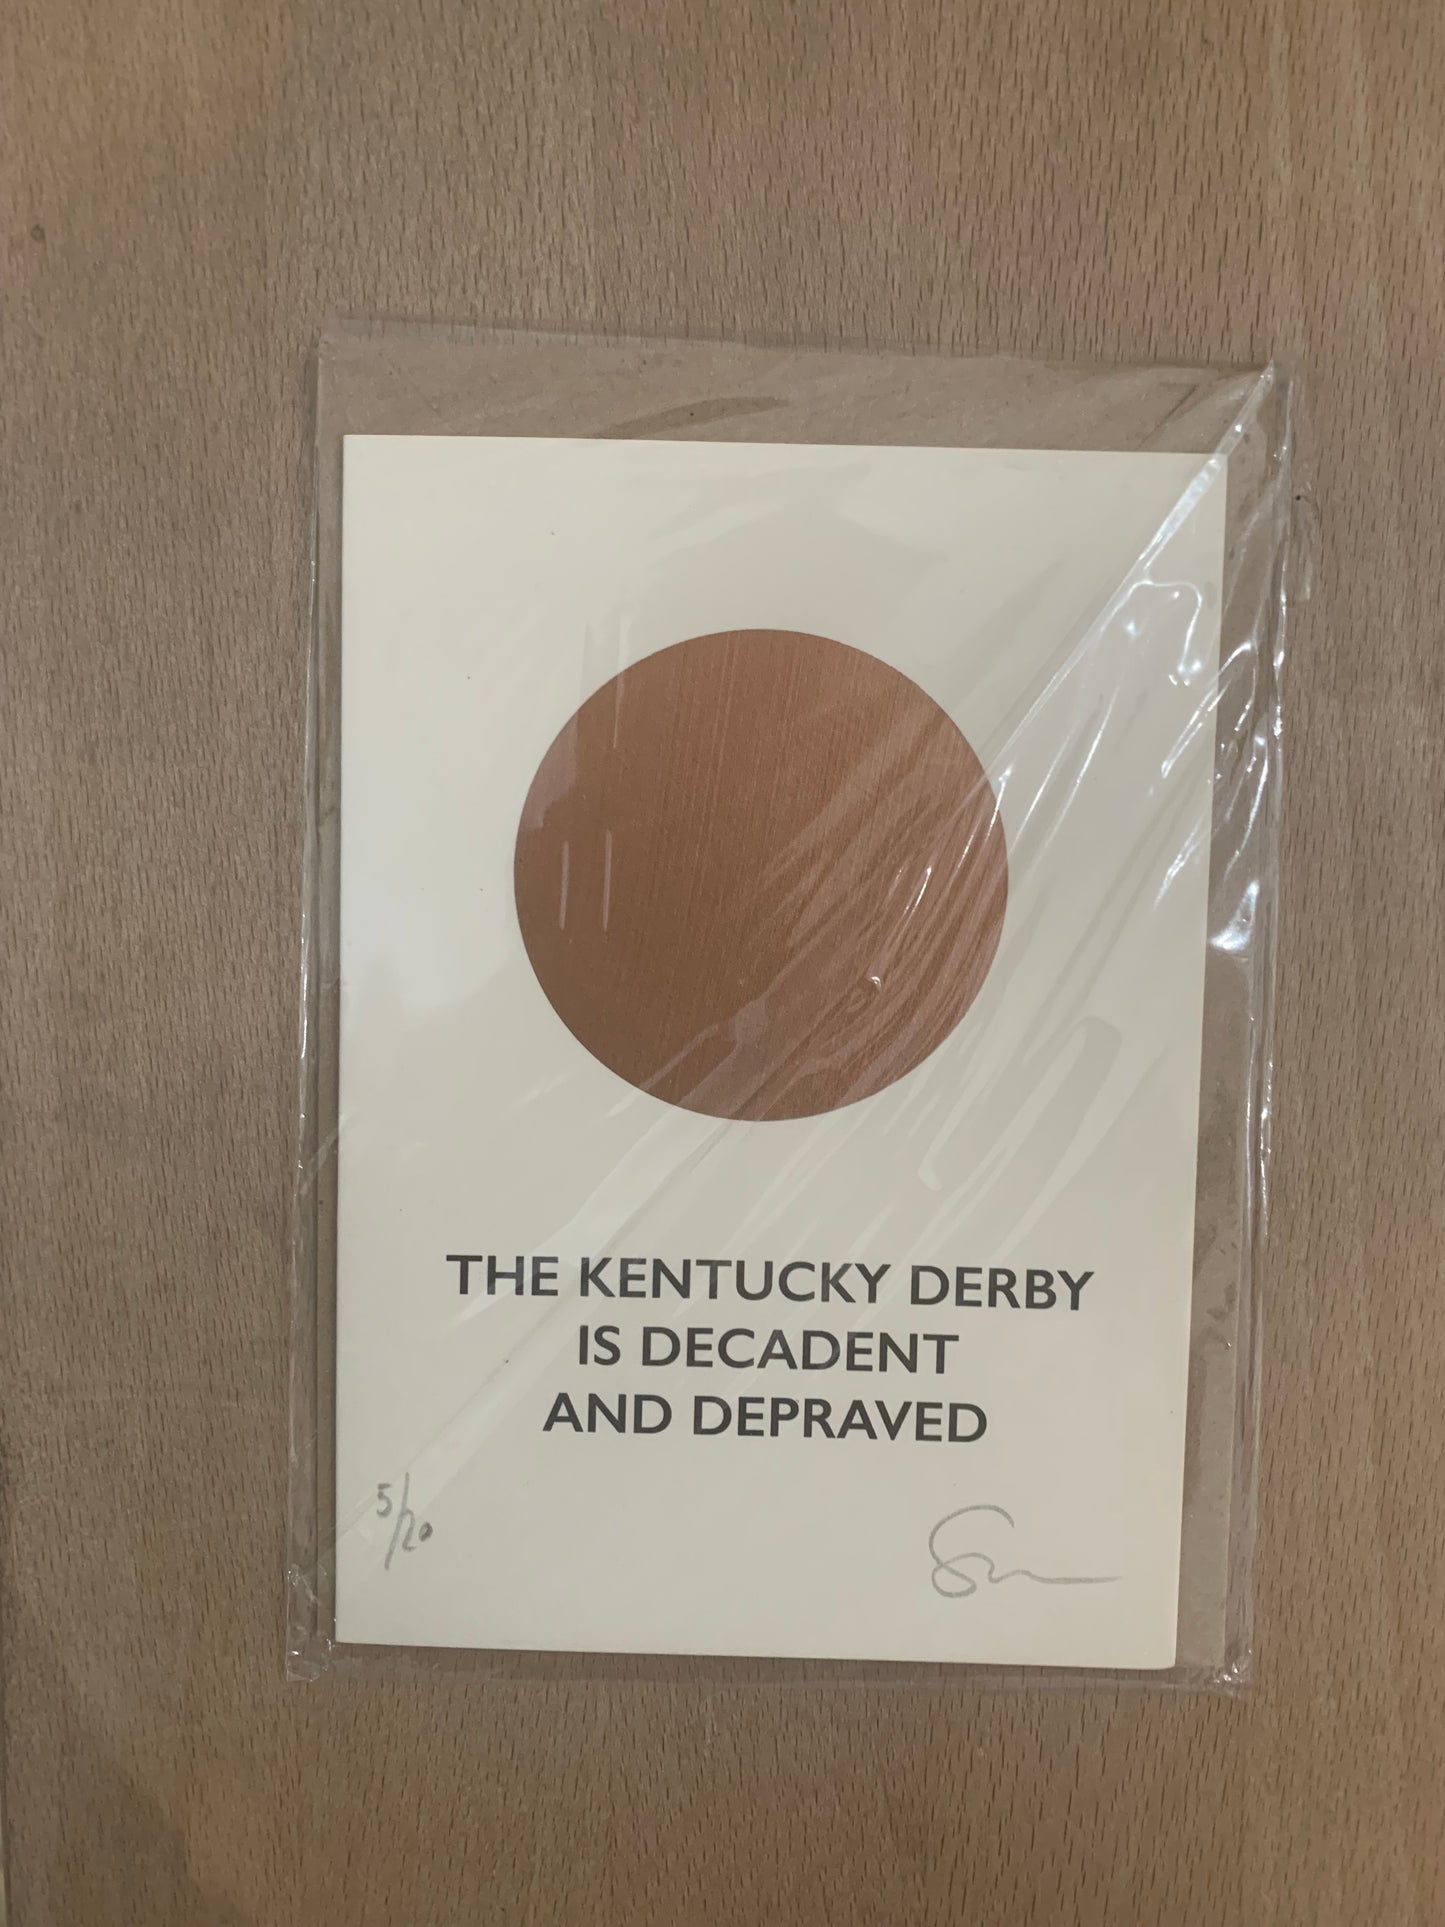 THE KENTUCKY DERBY
IS DECADENT
AND DEPRAVED
5/20